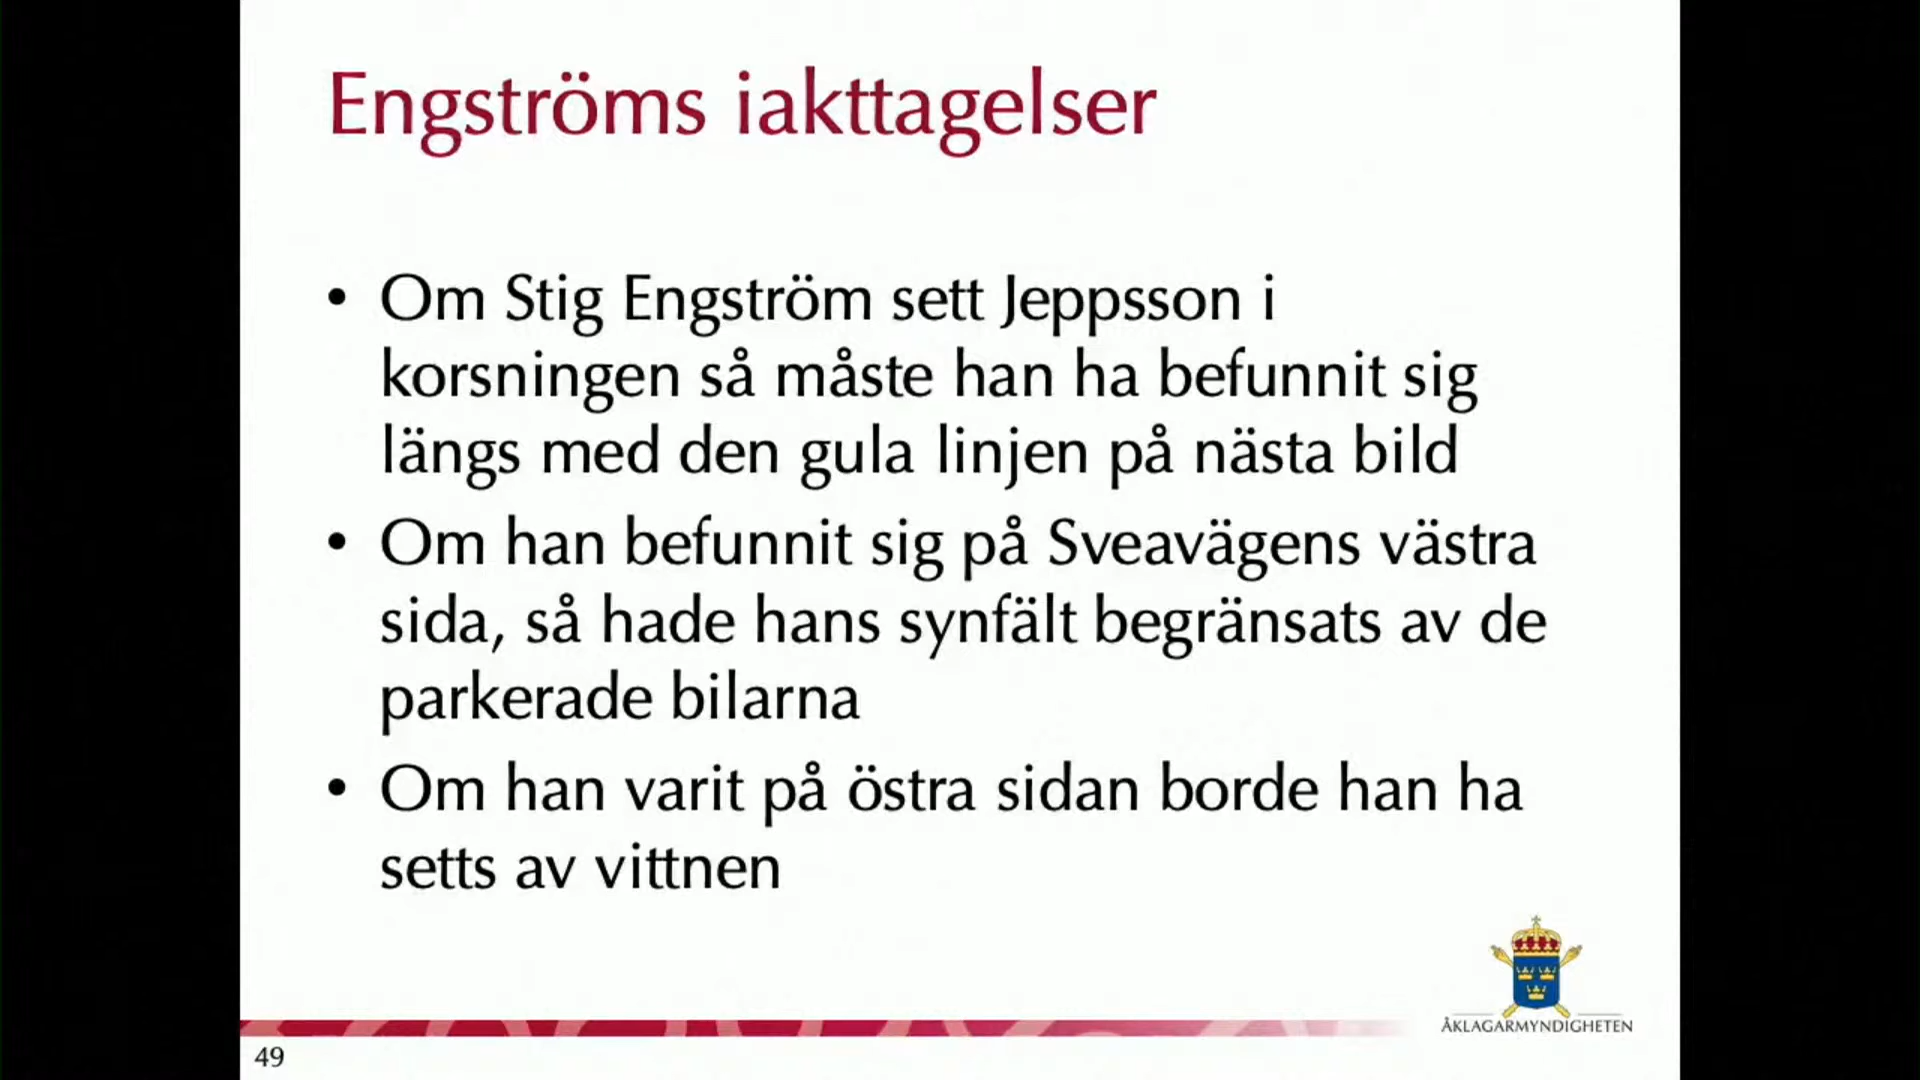 Engströms iakttagelser
• Om Stig Engström sett Jeppsson i
korsningen så måste han ha befunnit sig
längs med den gula linjen på nästa bild
• Om han befunnit sig på Sveavägens västra
sida, så hade hans synfält begränsats av de
parkerade bilarna
• Om han varit på östra sidan borde han ha
setts av vittnen
ÅKLAGARMYNDIGHETEN
49